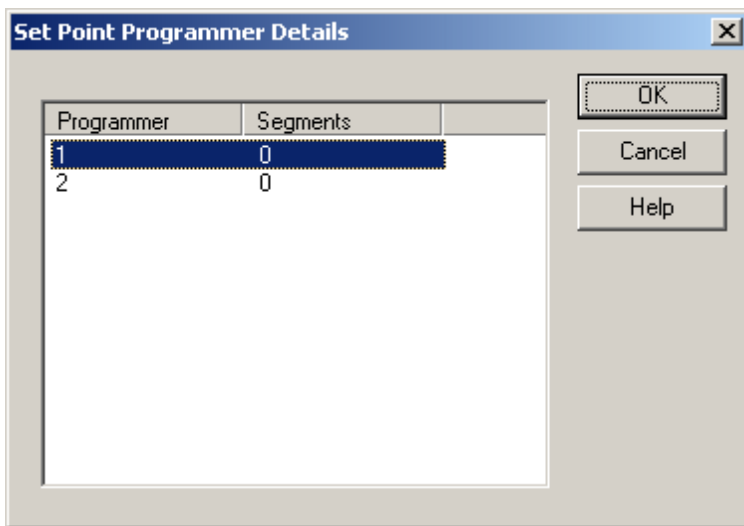 Set Point Programmer Details
Programmer Segments
1 0
2 0
OK
Cancel
Help